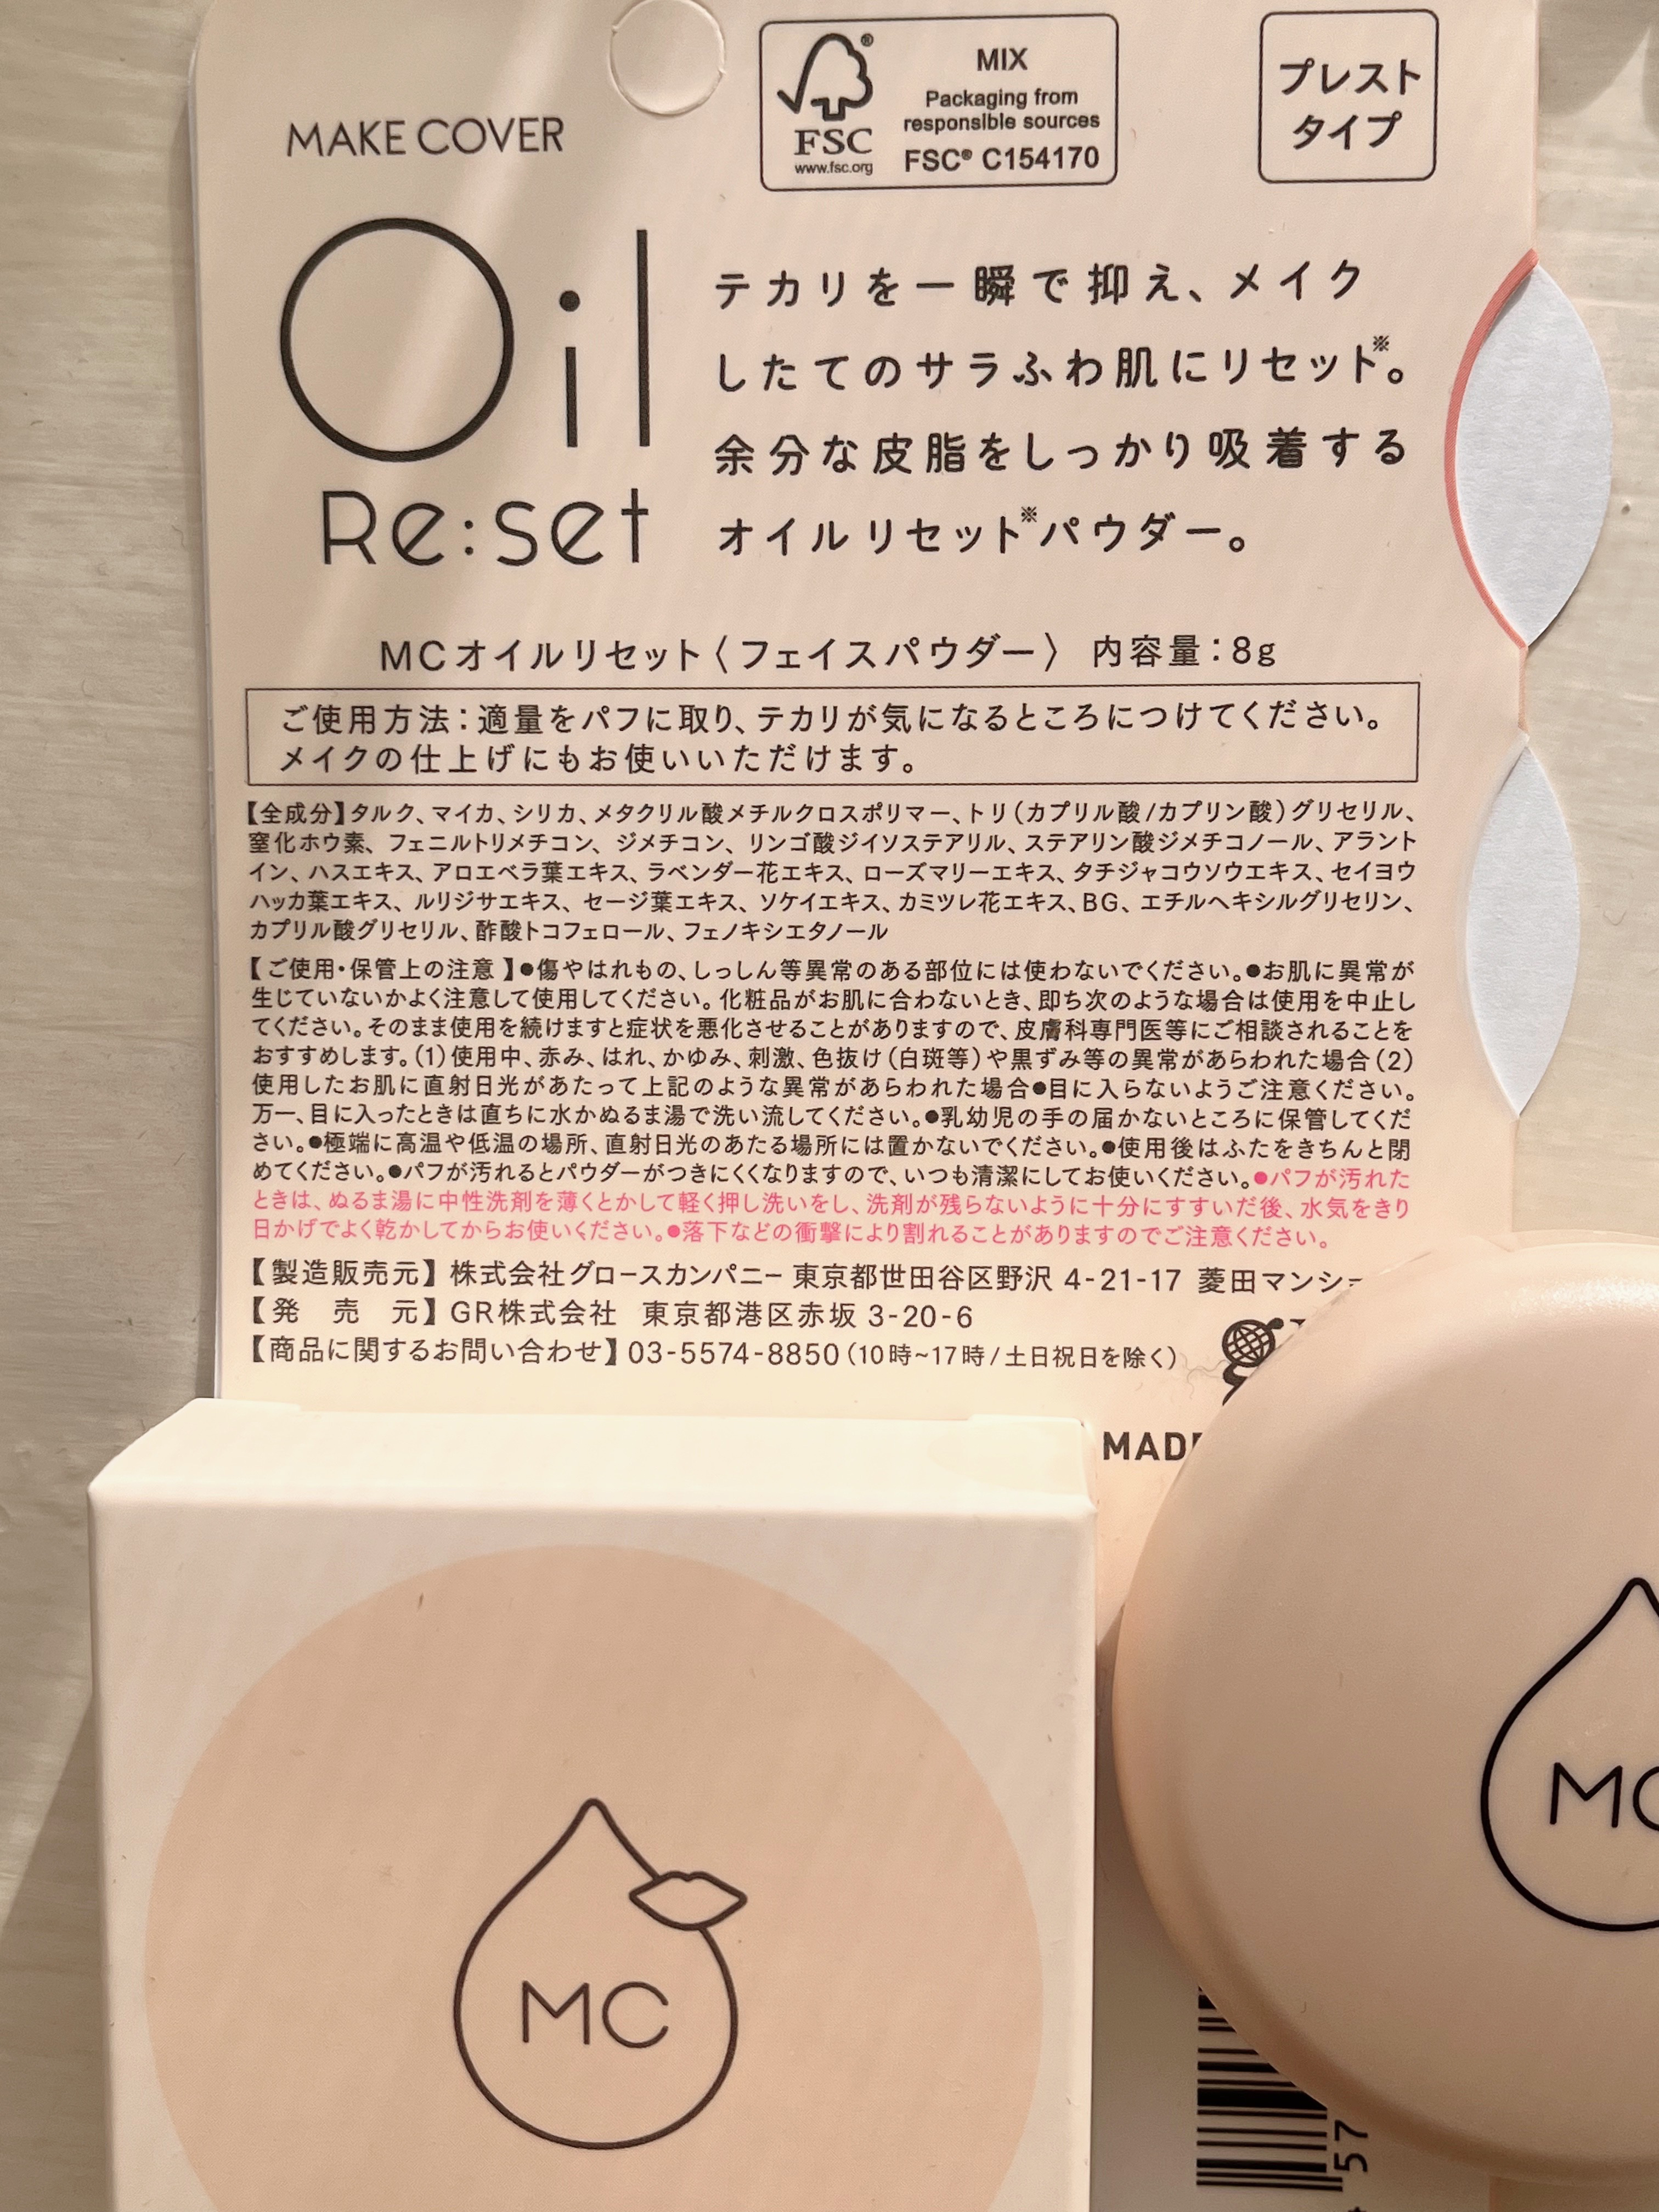 MAKE COVER
FSC
www.fsc.org
MIX
Packaging from
responsible sources
FSC® C154170
プレスト
タイプ
Oil
Re:set
テカリを一瞬で抑え、メイク
したてのサラふわ肌にリセット※。
余分な皮脂をしっかり吸着する
オイルリセット※パウダー。
MCオイルリセット〈フェイスパウダー〉 内容量：8g
ご使用方法：適量をパフに取り、テカリが気になるところにつけてください。
メイクの仕上げにもお使いいただけます。
【全成分】タルク、マイカ、シリカ、メタクリル酸メチルクロスポリマー、トリ（カプリル酸/カプリン酸）グリセリル、
窒化ホウ素、フェニルトリメチコン、ジメチコン、リンゴ酸ジイソステアリル、ステアリン酸ジメチコノール、アラント
イン、ハスエキス、アロエベラ葉エキス、ラベンダー花エキス、ローズマリーエキス、タチジャコウソウエキス、セイヨウ
ハッカ葉エキス、ルリジサエキス、セージ葉エキス、ソケイエキス、カミツレ花エキス、BG、エチルヘキシルグリセリン、
カプリル酸グリセリル、酢酸トコフェロール、フェノキシエタノール
【ご使用・保管上の注意】●傷やはれもの、しっしん等異常のある部位には使わないでください。●お肌に異常が
生じていないかよく注意して使用してください。化粧品がお肌に合わないとき、即ち次のような場合は使用を中止し
てください。そのまま使用を続けますと症状を悪化させることがありますので、皮膚科専門医等にご相談されることを
おすすめします。（1）使用中、赤み、はれ、かゆみ、刺激、色抜け（白斑等）や黒ずみ等の異常があらわれた場合（2）
使用したお肌に直射日光があたって上記のような異常があらわれた場合●目に入らないようご注意ください。
万一、目に入ったときは直ちに水かぬるま湯で洗い流してください。●乳幼児の手の届かないところに保管してくだ
さい。●極端に高温や低温の場所、直射日光のあたる場所には置かないでください。●使用後はふたをきちんと閉
めてください。●パフが汚れるとパウダーがつきにくくなりますので、いつも清潔にしてお使いください。●パフが汚れた
ときは、ぬるま湯に中性洗剤を薄くとかして軽く押し洗いをし、洗剤が残らないように十分にすすいだ後、水気をきり
日かげでよく乾かしてからお使いください。●落下などの衝撃により割れることがありますのでご注意ください。
【製造販売元】株式会社グロースカンパニー 東京都世田谷区野沢 4-21-17 菱田マンシ
【発 売 元】GR株式会社 東京都港区赤坂 3-20-6
【商品に関するお問い合わせ】03-5574-8850（10時~17時/土日祝日を除く）
MADE
MC
MC
57